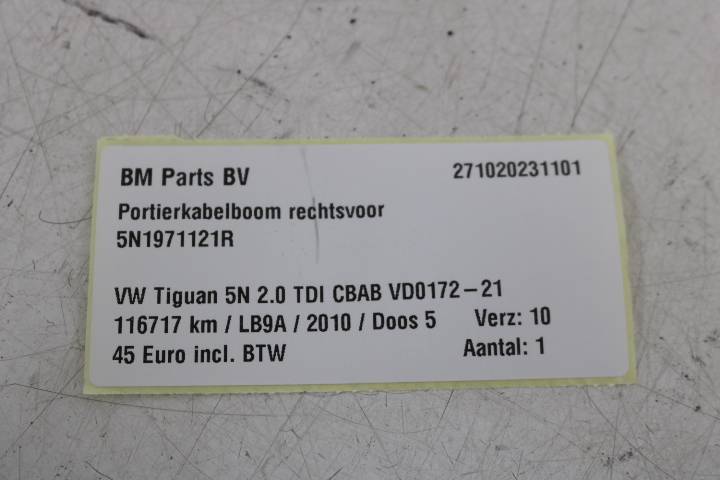 BM Parts BV 271020231101
Portierkabelboom rechtsvoor
5N1971121R
VW Tiguan 5N 2.0 TDI CBAB VD0172-21
116717 km / LB9A / 2010 / Doos 5 Verz: 10
45 Euro incl. BTW Aantal: 1